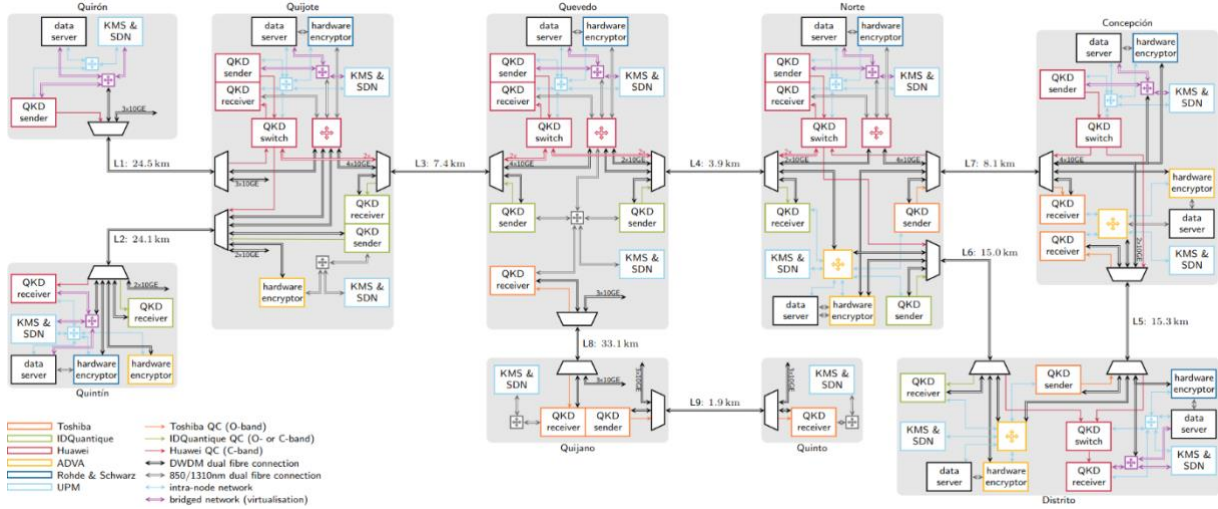 Quirón
data
server
KMS &
SDN
QKD
sender
3x10GE
L1: 24.5 km
L2: 24.1 km
QKD
receiver
2x10GE
QKD
receiver
KMS &
SDN
data
server
hardware
encryptor
hardware
encryptor
Quintín
Quijote
data
server
hardware
encryptor
QKD
sender
QKD
receiver
KMS &
SDN
QKD
switch
2x
4x10GE
3x10GE
QKD
receiver
QKD
sender
2x10GE
hardware
encryptor
KMS &
SDN
L3: 7.4 km
Quevedo
data
server
hardware
encryptor
QKD
sender
QKD
receiver
KMS &
SDN
QKD
switch
2x
2x
4x10GE
2x10GE
QKD
sender
QKD
sender
KMS &
SDN
QKD
receiver
3x10GE
L4: 3.9 km
L8: 33.1 km
Norte
data
server
hardware
encryptor
QKD
sender
QKD
receiver
KMS &
SDN
QKD
switch
2x
2x10GE
4x10GE
QKD
receiver
QKD
sender
KMS &
SDN
data
server
hardware
encryptor
QKD
sender
L7: 8.1 km
L6: 15.0 km
Concepción
data
server
hardware
encryptor
QKD
sender
KMS &
SDN
QKD
switch
4x10GE
hardware
encryptor
QKD
receiver
data
server
QKD
receiver
2x10GE
KMS &
SDN
L5: 15.3 km
KMS &
SDN
3x10GE
3x10GE
QKD
receiver
QKD
sender
Quijano
L9: 1.9 km
3x10GE
KMS &
SDN
QKD
receiver
Quinto
QKD
receiver
QKD
sender
hardware
encryptor
KMS &
SDN
QKD
switch
data
server
data
server
hardware
encryptor
QKD
receiver
KMS &
SDN
Distrito
Toshiba
IDQuantique
Huawei
ADVA
Rohde & Schwarz
UPM
Toshiba QC (O-band)
IDQuantique QC (O- or C-band)
Huawei QC (C-band)
DWDM dual fibre connection
850/1310nm dual fibre connection
intra-node network
bridged network (virtualisation)